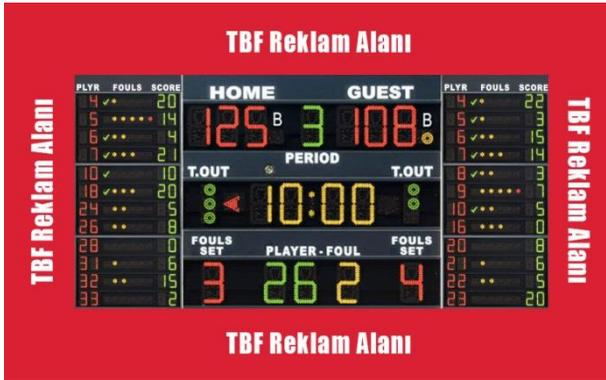 TBF Reklam Alanı
TBF Reklam Alanı
PLYR FOULS SCORE
4 20
5 14
6 4
7 21
10 10
18 20
24 5
26 8
28 0
31 6
32 15
33 2
HOME GUEST
125 B 3 108 B
PERIOD
T.OUT T.OUT
10:00
FOULS SET PLAYER - FOUL FOULS SET
3 26 2 4
PLYR FOULS SCORE
4 22
5 3
6 15
7 14
8 3
9 7
10 5
16 0
20 8
21 6
22 5
23 20
TBF Reklam Alanı
TBF Reklam Alanı